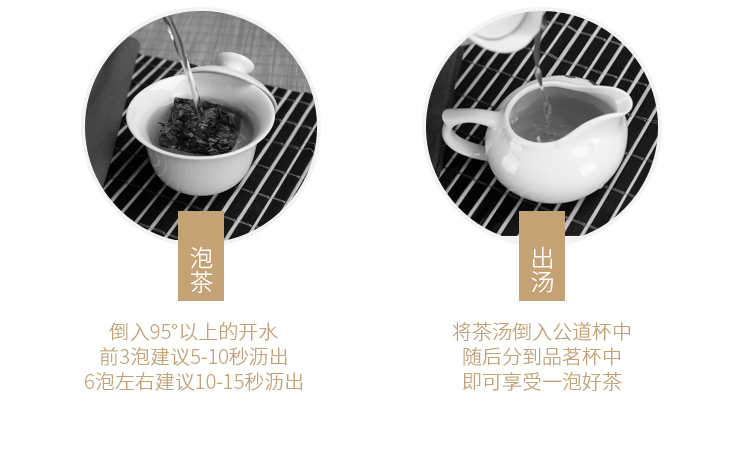 泡茶
倒入95°以上的开水
前3泡建议5-10秒沥出
6泡左右建议10-15秒沥出
出汤
将茶汤倒入公道杯中
随后分到品茗杯中
即可享受一泡好茶